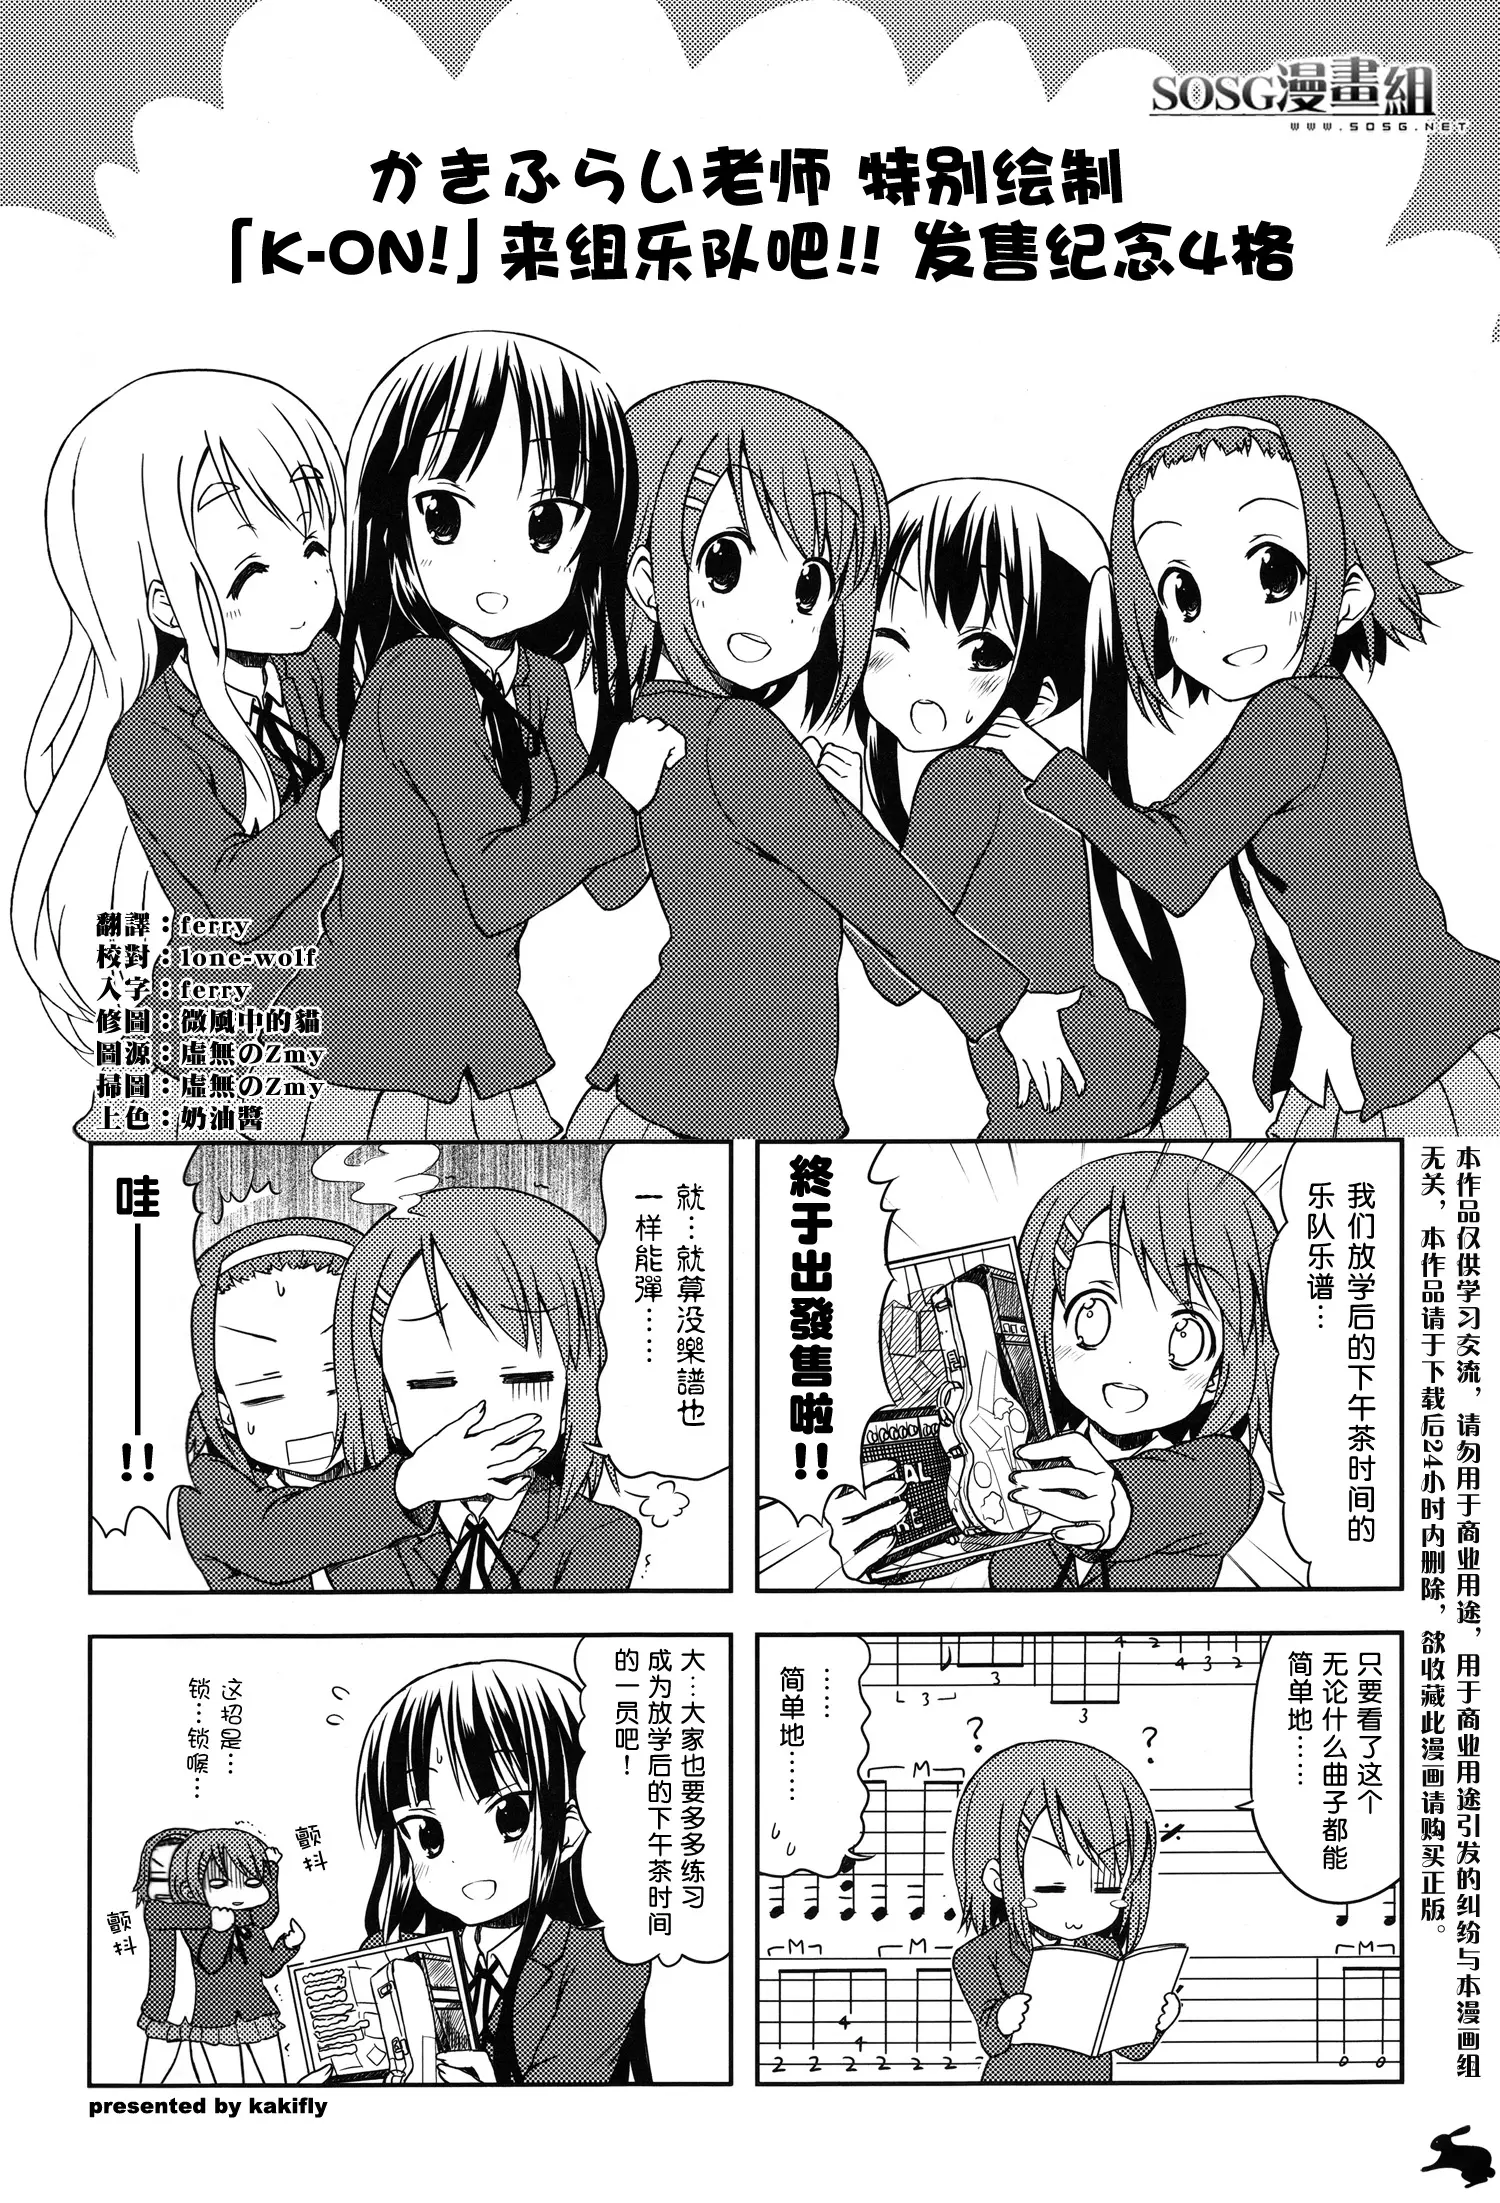 SOSG漫畫組
WWW.SOSG.NET
かきふらい老师 特别绘制
「K-ON!」来组乐队吧!! 发售纪念4格
翻譯：ferry
校對：lone-wolf
入字：ferry
修圖：微風中的貓
圖源：虛無のZmy
掃圖：虛無のZmy
上色：奶油醬
我们放学后的下午茶时间的
乐队乐谱…
終于出發售啦!!
只要看了这个
无论什么曲子都能
简单地……
……
简单地…
?
?
就…就算没樂譜也
一样能彈……
哇——!!
大…大家也要多多练习
成为放学后的下午茶时间
的一员吧！
这招是…
锁…锁喉…
颤抖
颤抖
presented by kakifly
本作品仅供学习交流，请勿用于商业用途，用于商业用途引发的纠纷与本漫画组
无关，本作品请于下载后24小时内删除，欲收藏此漫画请购买正版。